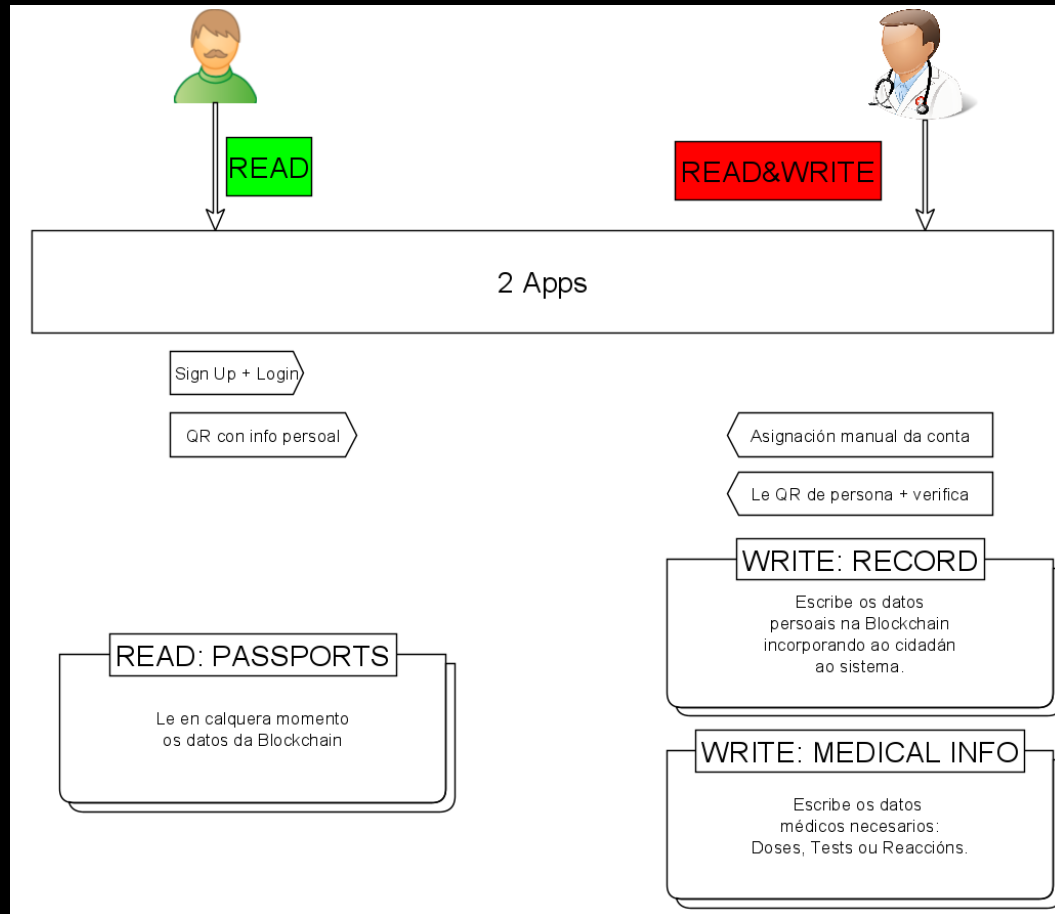 READ
READ&WRITE
2 Apps
Sign Up + Login
QR con info persoal
Asignación manual da conta
Le QR de persona + verifica
WRITE: RECORD
Escribe os datos
persoais na Blockchain
incorporando ao cidadán
ao sistema.
READ: PASSPORTS
Le en calquera momento
os datos da Blockchain
WRITE: MEDICAL INFO
Escribe os datos
médicos necesarios:
Doses, Tests ou Reaccións.